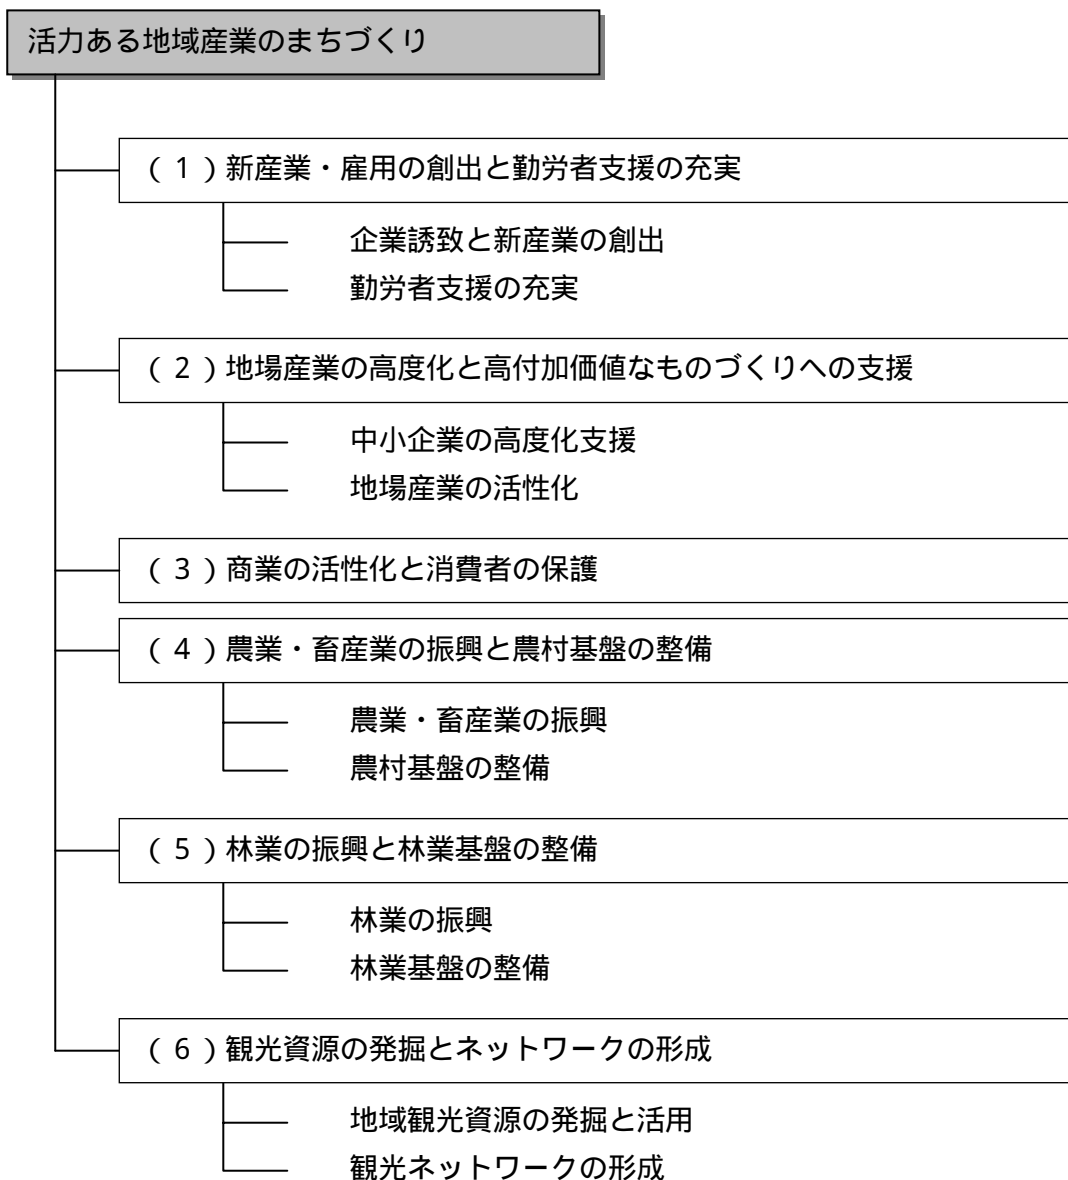 活力ある地域産業のまちづくり
（１）新産業・雇用の創出と勤労者支援の充実
企業誘致と新産業の創出
勤労者支援の充実
（２）地場産業の高度化と高付加価値なものづくりへの支援
中小企業の高度化支援
地場産業の活性化
（３）商業の活性化と消費者の保護
（４）農業・畜産業の振興と農村基盤の整備
農業・畜産業の振興
農村基盤の整備
（５）林業の振興と林業基盤の整備
林業の振興
林業基盤の整備
（６）観光資源の発掘とネットワークの形成
地域観光資源の発掘と活用
観光ネットワークの形成